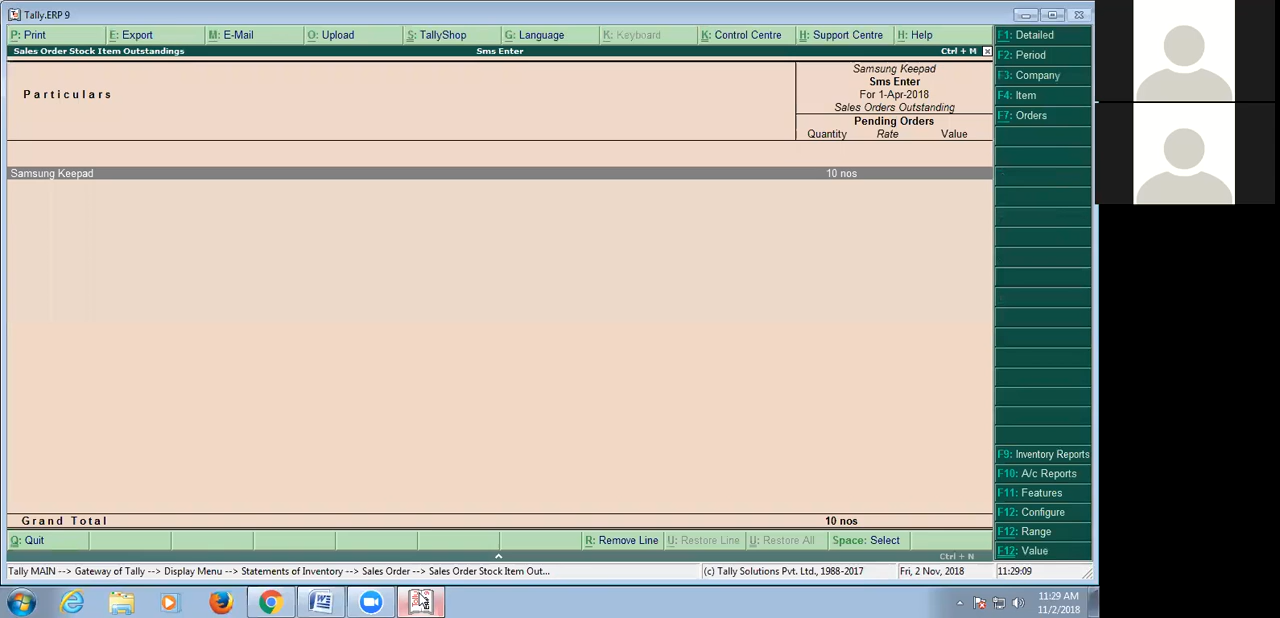 Tally.ERP 9
P: Print E: Export M: E-Mail O: Upload S: TallyShop G: Language K: Keyboard K: Control Centre H: Support Centre H: Help
Sales Order Stock Item Outstandings Sms Enter Ctrl + M
Particulars
Samsung Keepad
Sms Enter
For 1-Apr-2018
Sales Orders Outstanding
Pending Orders
Quantity Rate Value
Samsung Keepad 10 nos
Grand Total 10 nos
Q: Quit R: Remove Line U: Restore Line U: Restore All Space: Select
Ctrl + N
Tally MAIN --> Gateway of Tally --> Display Menu --> Statements of Inventory --> Sales Order --> Sales Order Stock Item Out... (c) Tally Solutions Pvt. Ltd., 1988-2017 Fri, 2 Nov, 2018 11:29:09
F1: Detailed
F2: Period
F3: Company
F4: Item
F7: Orders
F9: Inventory Reports
F10: A/c Reports
F11: Features
F12: Configure
F12: Range
F12: Value
11:29 AM
11/2/2018